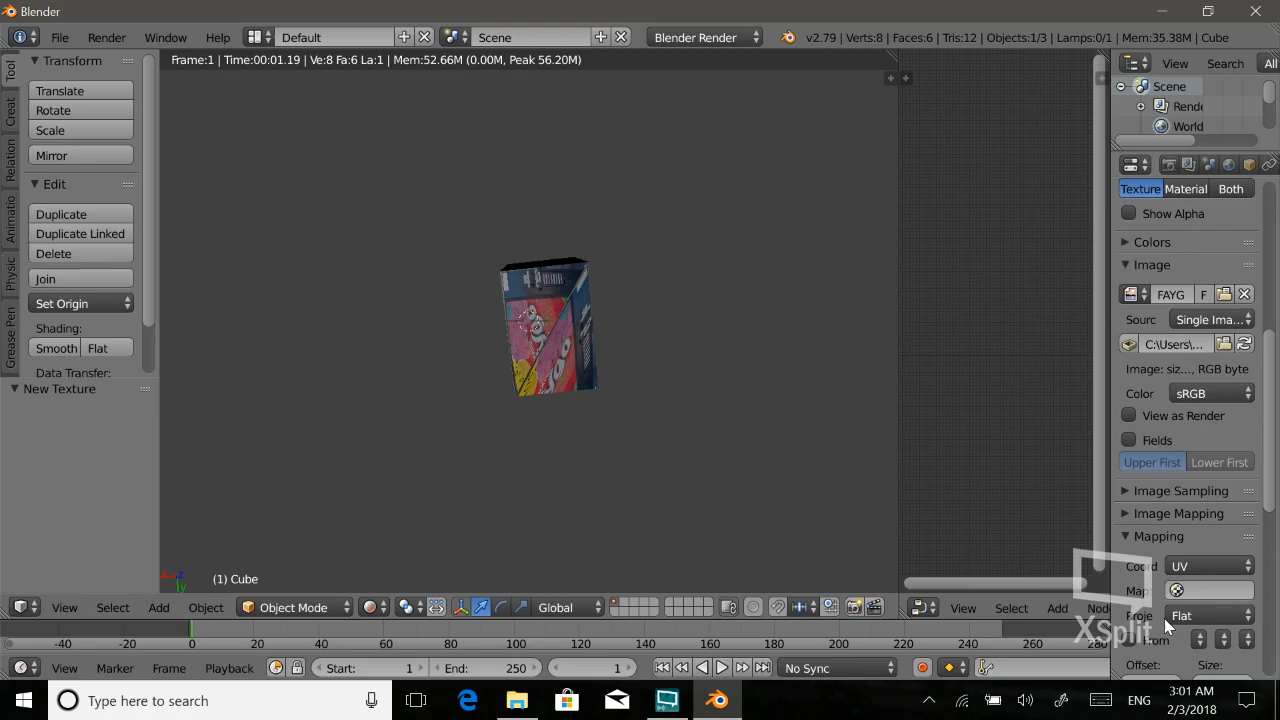 Blender
File Render Window Help Default Scene Blender Render v2.79 | Verts:8 | Faces:6 | Tris:12 | Objects:1/3 | Lamps:0/1 | Mem:35.38M | Cube
Tool
Creat
Relation
Animatio
Physic
Grease Pen
Transform
Translate
Rotate
Scale
Mirror
Edit
Duplicate
Duplicate Linked
Delete
Join
Set Origin
Shading:
Smooth Flat
Data Transfer:
New Texture
Frame:1 | Time:00:01.19 | Ve:8 Fa:6 La:1 | Mem:52.66M (0.00M, Peak 56.20M)
(1) Cube
View Select Add Object Object Mode Global
View Select Add Node
View Search All
Scene
Rende
World
Texture Material Both
Show Alpha
Colors
Image
FAYG F
Sourc Single Ima...
C:\Users\...
Image: siz..., RGB byte
Color sRGB
View as Render
Fields
Upper First Lower First
Image Sampling
Image Mapping
Mapping
Coord UV
Map:
Proje Flat
From
Offset: Size:
XSplit
-40 -20 0 20 40 60 80 100 120 140 160 180 200 220 240 260 280
View Marker Frame Playback Start: 1 End: 250 1 No Sync
Type here to search
ENG
3:01 AM
2/3/2018